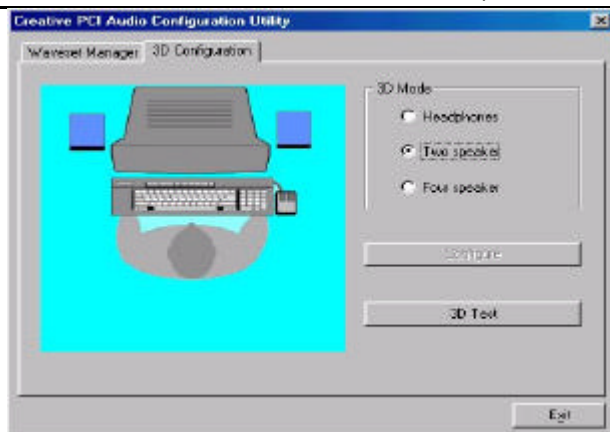 Creative PCI Audio Configuration Utility
Waveset Manager 3D Configuration
3D Mode
Headphones
Two speaker
Four speaker
Configure
3D Test
Exit